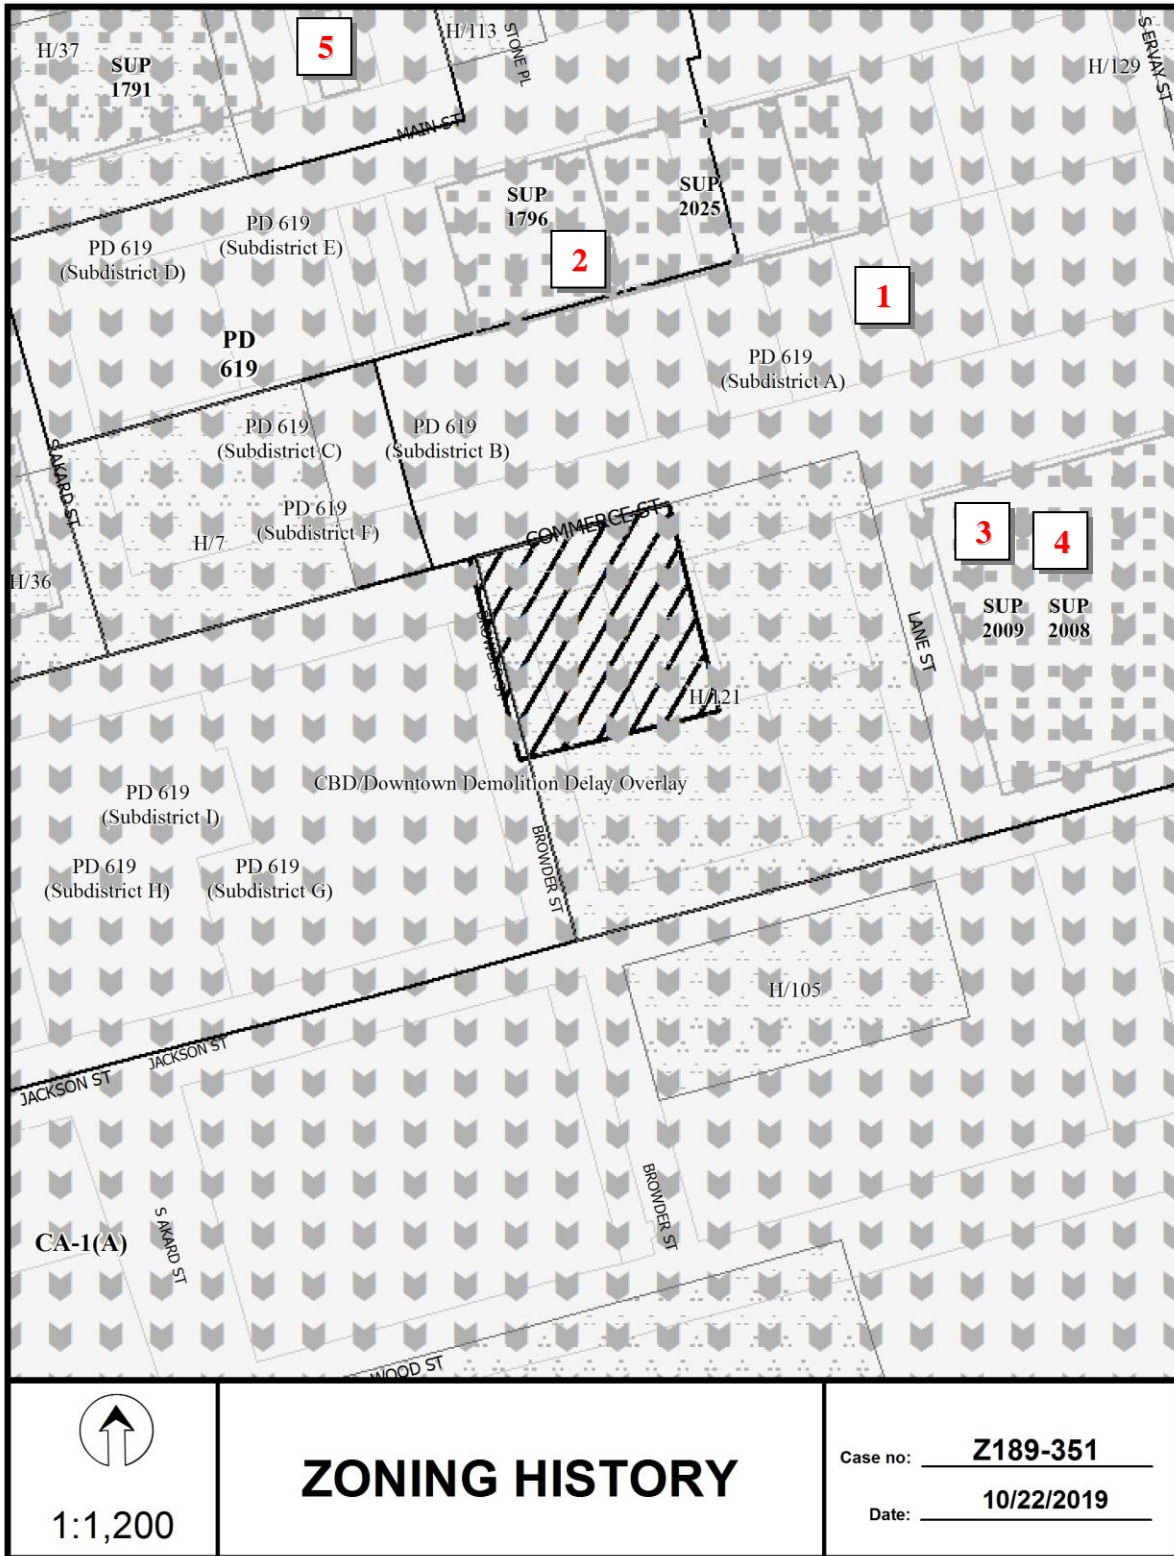 H/37
SUP
1791
5
H/113
STONE PL
S ERVAY ST
H/129
MAIN ST
SUP
1796
SUP
2025
PD 619
(Subdistrict D)
PD 619
(Subdistrict E)
2
1
PD
619
PD 619
(Subdistrict A)
PD 619
(Subdistrict C)
PD 619
(Subdistrict B)
S AKARD ST
PD 619
(Subdistrict F)
H/7
COMMERCE ST
3
4
H/36
SUP
2009
SUP
2008
BROWDER ST
LANE ST
H/121
CBD/Downtown Demolition Delay Overlay
PD 619
(Subdistrict I)
PD 619
(Subdistrict H)
PD 619
(Subdistrict G)
BROWDER ST
H/105
JACKSON ST
JACKSON ST
BROWDER ST
S AKARD ST
CA-1(A)
WOOD ST
1:1,200
ZONING HISTORY
Case no: Z189-351
Date: 10/22/2019